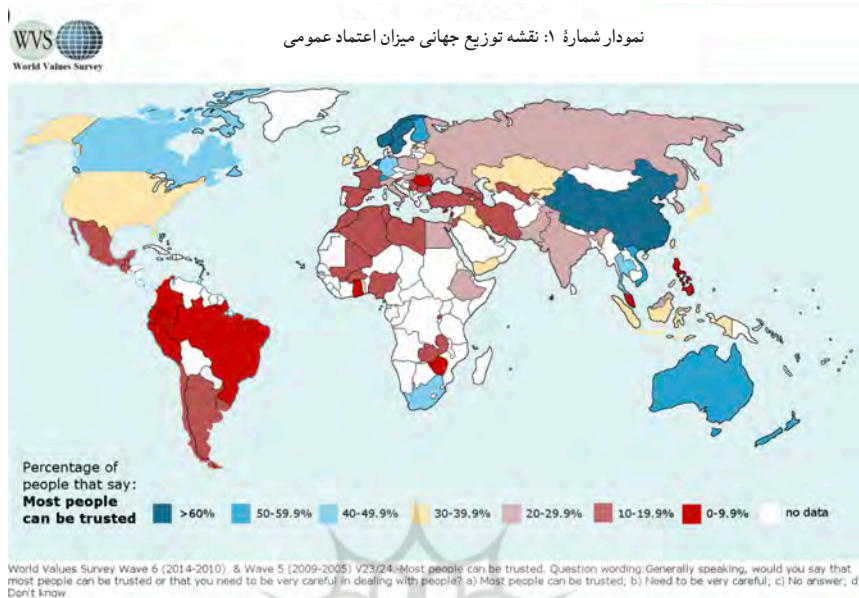 WVS
World Values Survey
نمودار شمارۀ ۱: نقشه توزیع جهانی میزان اعتماد عمومی
Percentage of
people that say:
Most people
can be trusted
>60%
50-59.9%
40-49.9%
30-39.9%
20-29.9%
10-19.9%
0-9.9%
no data
World Values Survey Wave 6 (2014-2010) & Wave 5 (2009-2005) V23/24.-Most people can be trusted. Question wording:Generally speaking, would you say that
most people can be trusted or that you need to be very careful in dealing with people? a) Most people can be trusted; b) Need to be very careful; c) No answer; d
Don't know